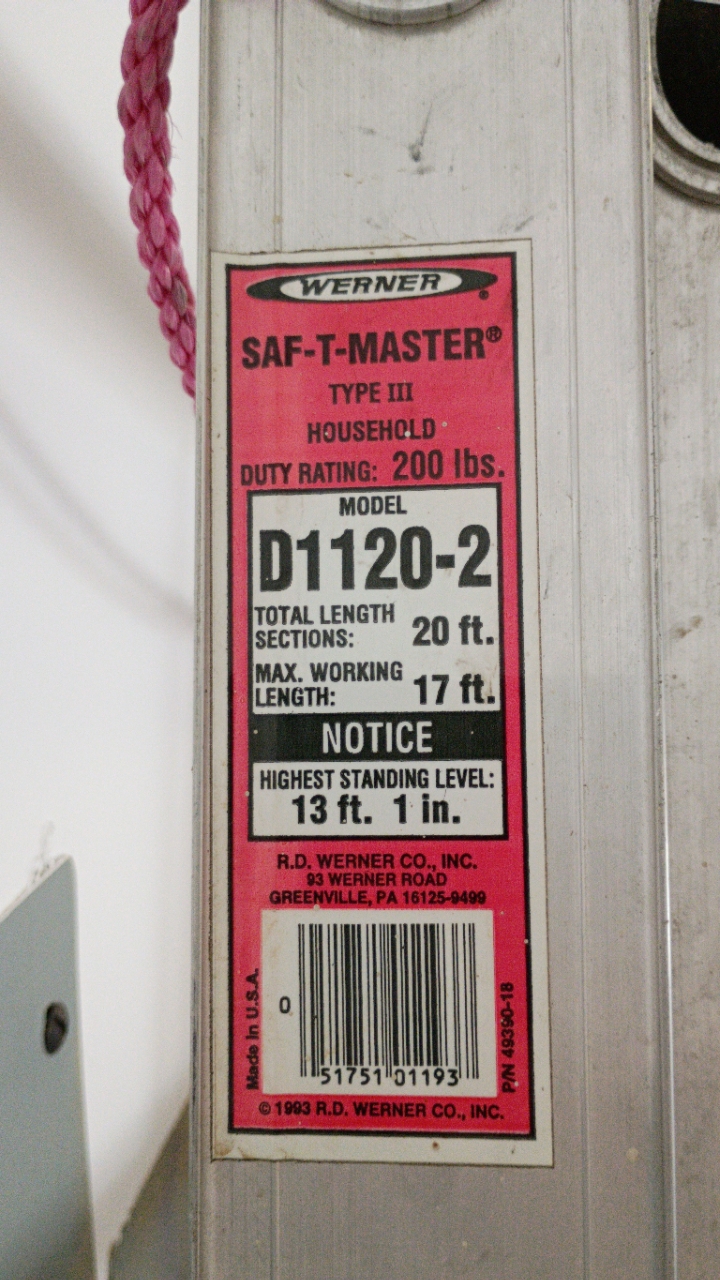 WERNER
SAF-T-MASTER®
TYPE III
HOUSEHOLD
DUTY RATING: 200 lbs.
MODEL
D1120-2
TOTAL LENGTH
SECTIONS: 20 ft.
MAX. WORKING
LENGTH: 17 ft.
NOTICE
HIGHEST STANDING LEVEL:
13 ft. 1 in.
R.D. WERNER CO., INC.
93 WERNER ROAD
GREENVILLE, PA 16125-9499
Made in U.S.A.
0 51751 01193
P/N 49390-18
© 1993 R.D. WERNER CO., INC.